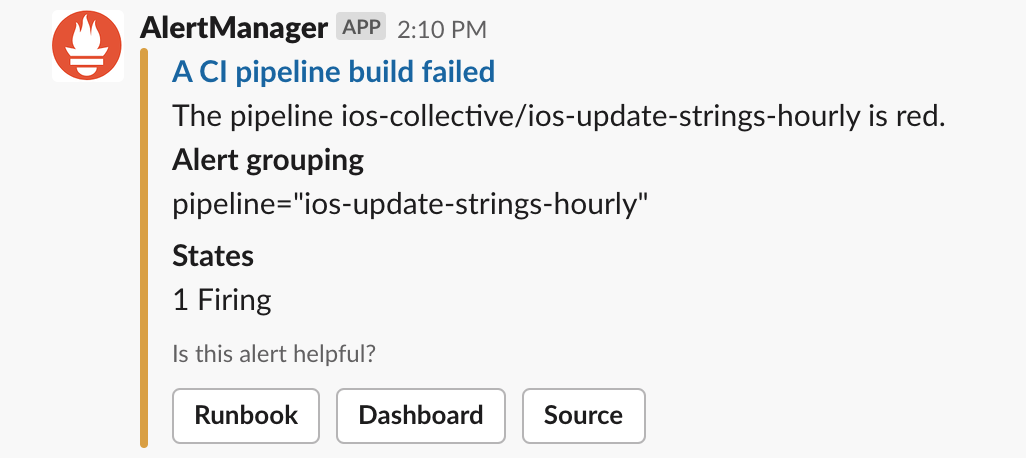 AlertManager APP 2:10 PM
A CI pipeline build failed
The pipeline ios-collective/ios-update-strings-hourly is red.
Alert grouping
pipeline="ios-update-strings-hourly"
States
1 Firing
Is this alert helpful?
Runbook Dashboard Source